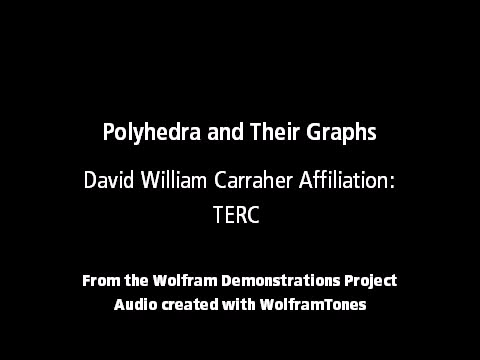 Polyhedra and Their Graphs
David William Carraher Affiliation:
TERC
From the Wolfram Demonstrations Project
Audio created with WolframTones